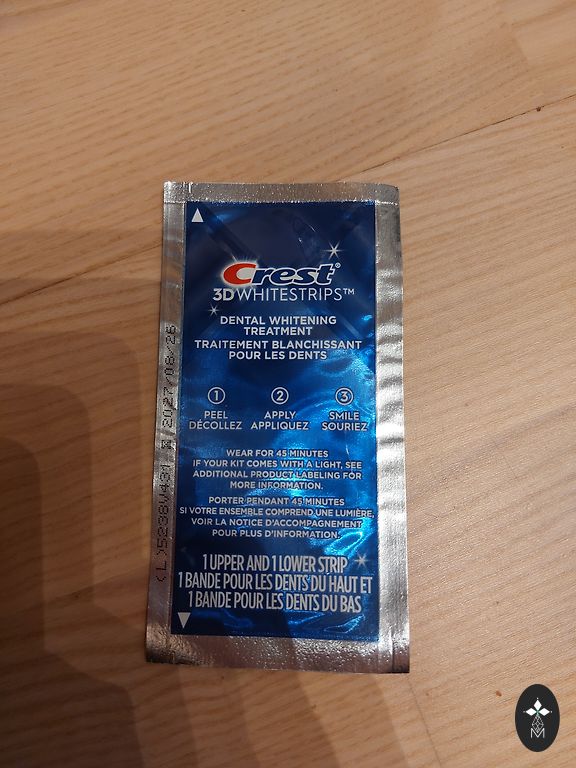 Crest®
3DWHITESTRIPS™
DENTAL WHITENING
TREATMENT
TRAITEMENT BLANCHISSANT
POUR LES DENTS
1 2 3
PEEL APPLY SMILE
DÉCOLLEZ APPLIQUEZ SOURIEZ
WEAR FOR 45 MINUTES
IF YOUR KIT COMES WITH A LIGHT, SEE
ADDITIONAL PRODUCT LABELING FOR
MORE INFORMATION.
PORTER PENDANT 45 MINUTES
SI VOTRE ENSEMBLE COMPREND UNE LUMIÈRE,
VOIR LA NOTICE D'ACCOMPAGNEMENT
POUR PLUS D'INFORMATION.
1 UPPER AND 1 LOWER STRIP
1 BANDE POUR LES DENTS DU HAUT ET
1 BANDE POUR LES DENTS DU BAS
2027/08/26
M